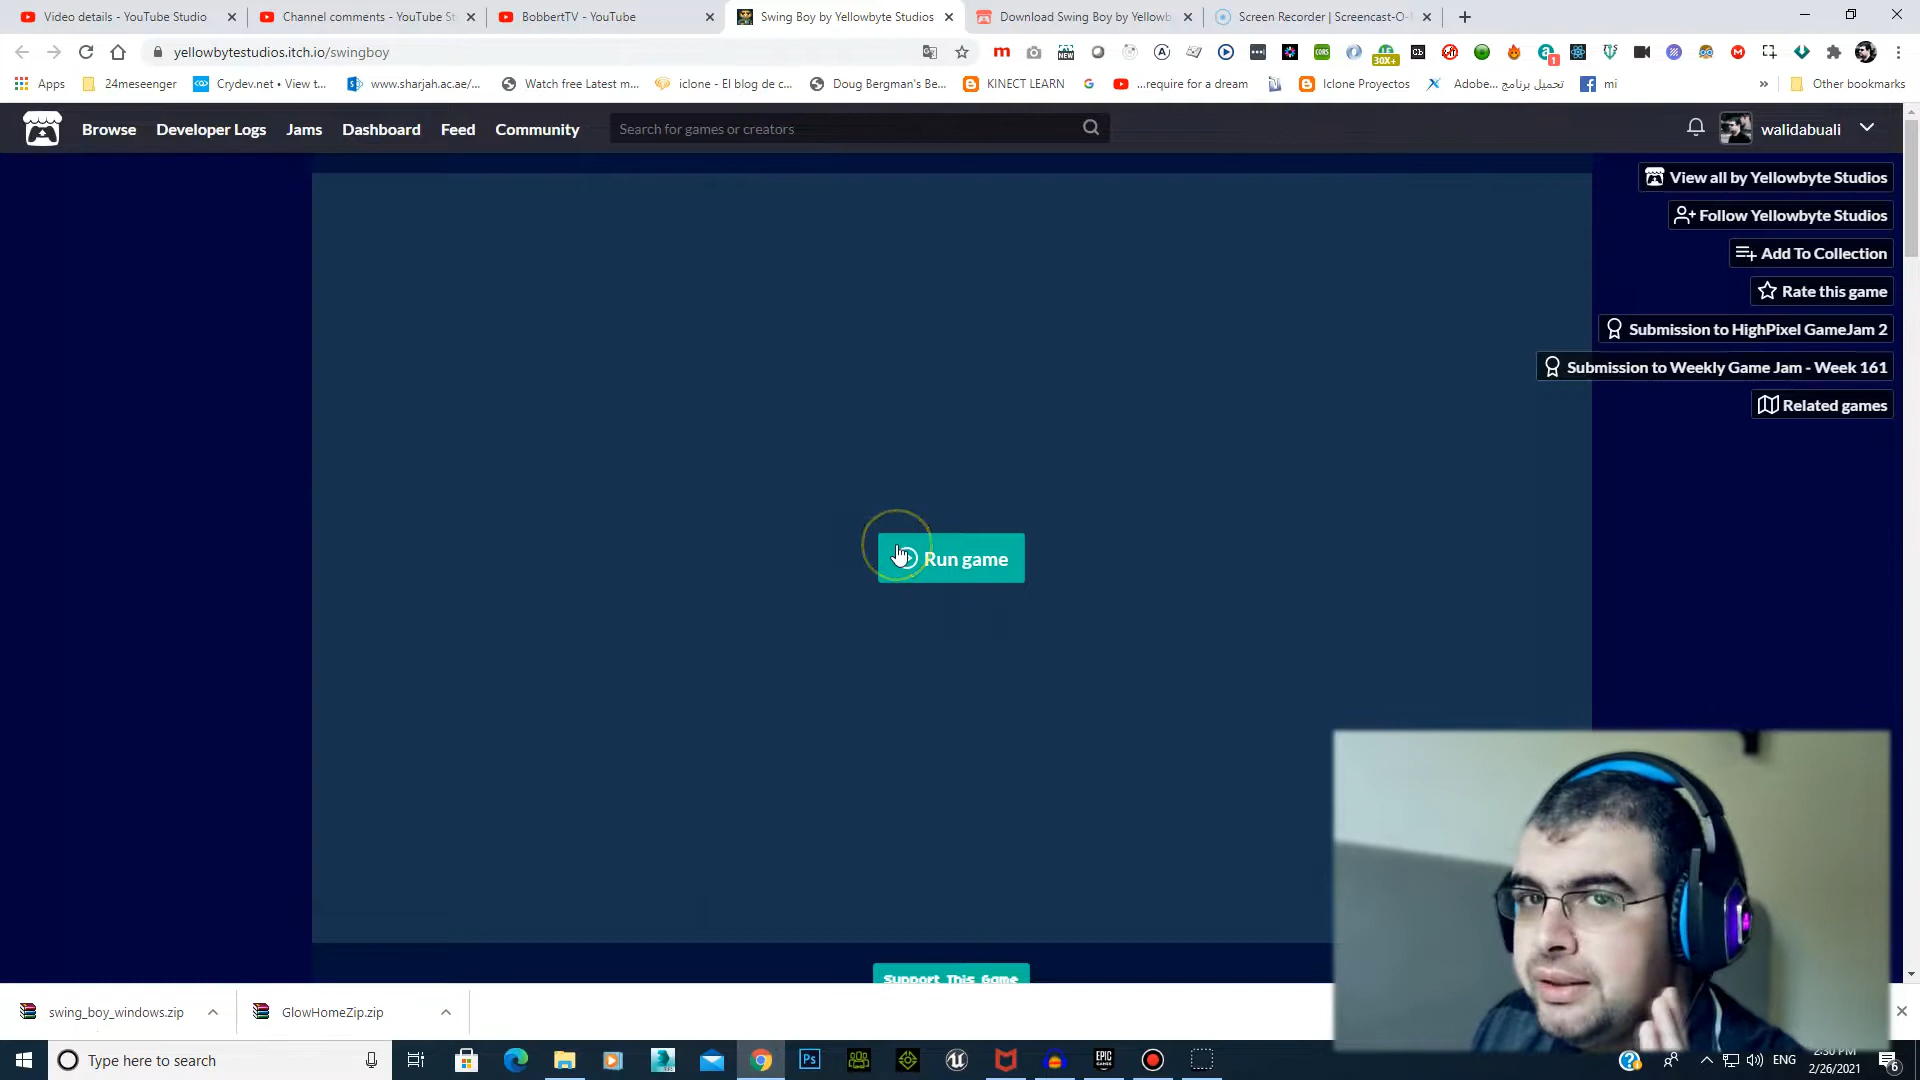 Video details - YouTube Studio
Channel comments - YouTube St
BobbertTV - YouTube
Swing Boy by Yellowbyte Studios
Download Swing Boy by Yellowb
Screen Recorder | Screencast-O-
yellowbytestudios.itch.io/swingboy
Apps
24meseenger
Crydev.net • View t...
www.sharjah.ac.ae/...
Watch free Latest m...
iclone - El blog de c...
Doug Bergman's Be...
KINECT LEARN
...require for a dream
Iclone Proyectos
Adobe... تحميل برنامج
mi
Other bookmarks
Browse
Developer Logs
Jams
Dashboard
Feed
Community
Search for games or creators
walidabuali
View all by Yellowbyte Studios
Follow Yellowbyte Studios
Add To Collection
Rate this game
Submission to HighPixel GameJam 2
Submission to Weekly Game Jam - Week 161
Related games
Run game
Support This Game
swing_boy_windows.zip
GlowHomeZip.zip
Type here to search
ENG
2:30 PM
2/26/2021